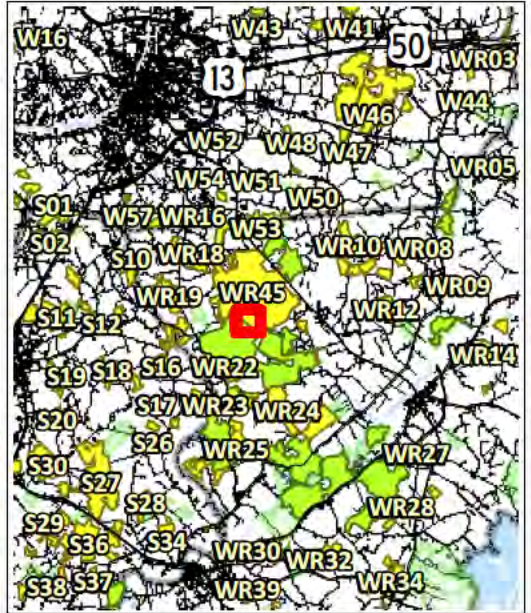 W16 W43 W41
13 50 WR03
W46 W44
W52 W48 W47 WR05
W54 W51
S01 W57 WR16 W50
S02 W53
S10 WR18 WR10 WR08
WR19 WR45 WR09
S11 S12 WR12
S16 WR22 WR14
S19 S18
S20 S17 WR23 WR24
S26 WR25
S30 WR27
S27
S28 WR28
S29
S36 S34
WR30 WR32
S38 S37 WR39 WR34